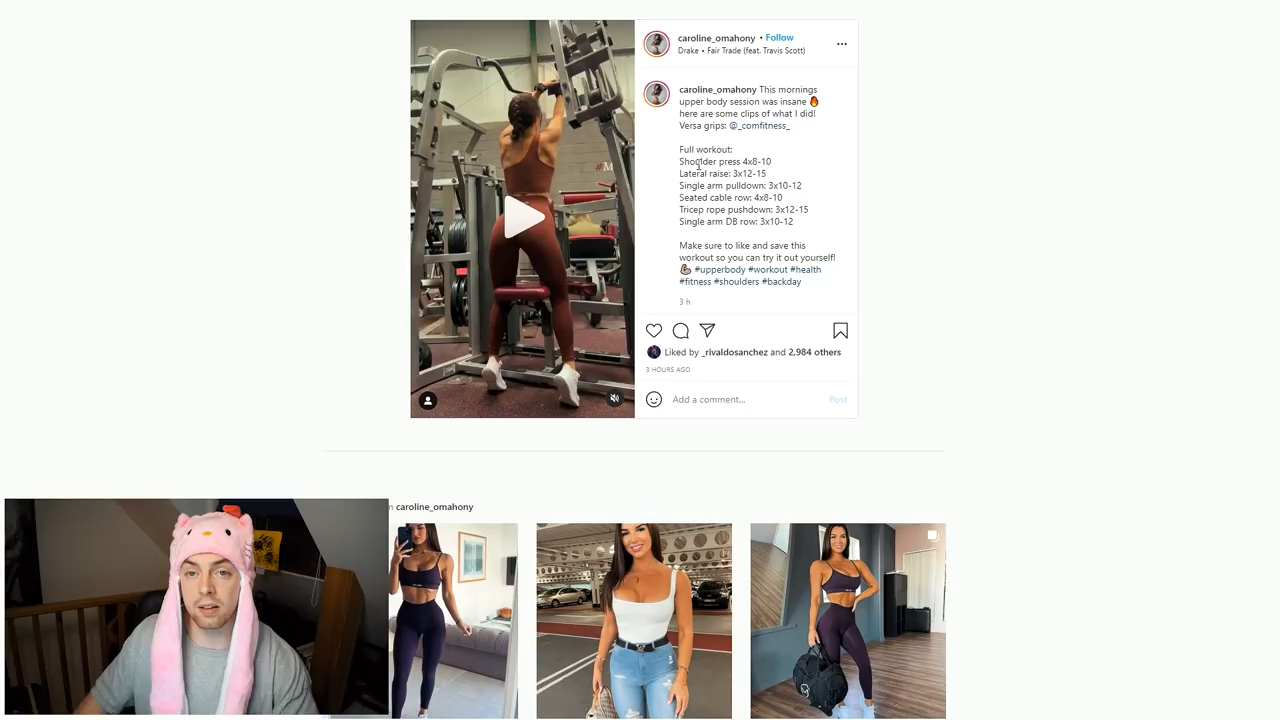 caroline_omahony • Follow
Drake • Fair Trade (feat. Travis Scott)
caroline_omahony This mornings
upper body session was insane 🔥
here are some clips of what I did!
Versa grips: @_comfitness_
Full workout:
Shoulder press 4x8-10
Lateral raise: 3x12-15
Single arm pulldown: 3x10-12
Seated cable row: 4x8-10
Tricep rope pushdown: 3x12-15
Single arm DB row: 3x10-12
Make sure to like and save this
workout so you can try it out yourself!
💪🏼 #upperbody #workout #health
#fitness #shoulders #backday
3 h
Liked by _rivaldosanchez and 2,984 others
3 HOURS AGO
Add a comment... Post
caroline_omahony